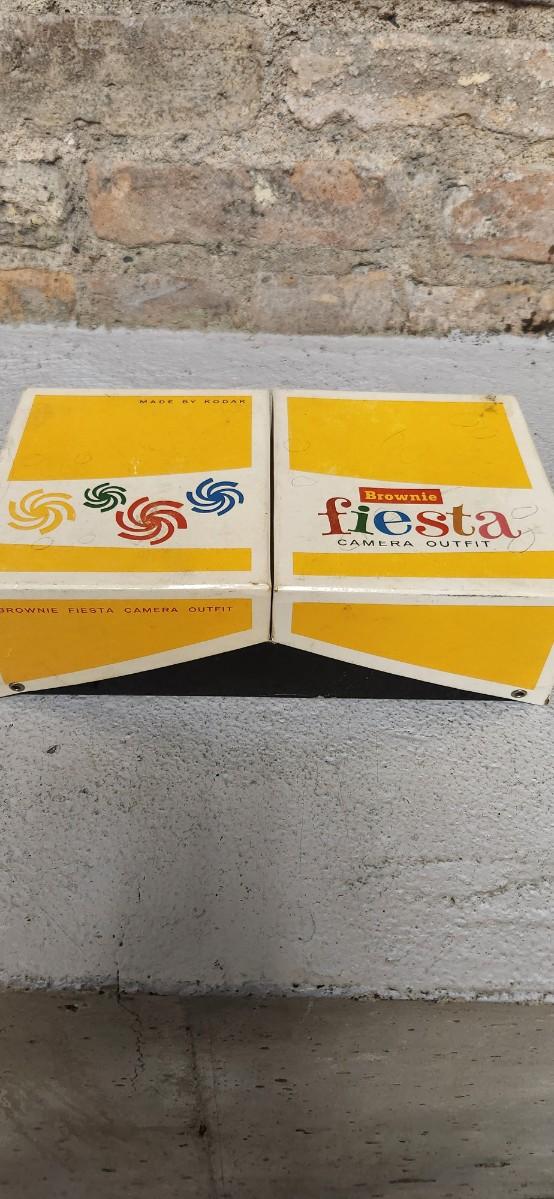 MADE BY KODAK
Brownie
fiesta
CAMERA OUTFIT
BROWNIE FIESTA CAMERA OUTFIT